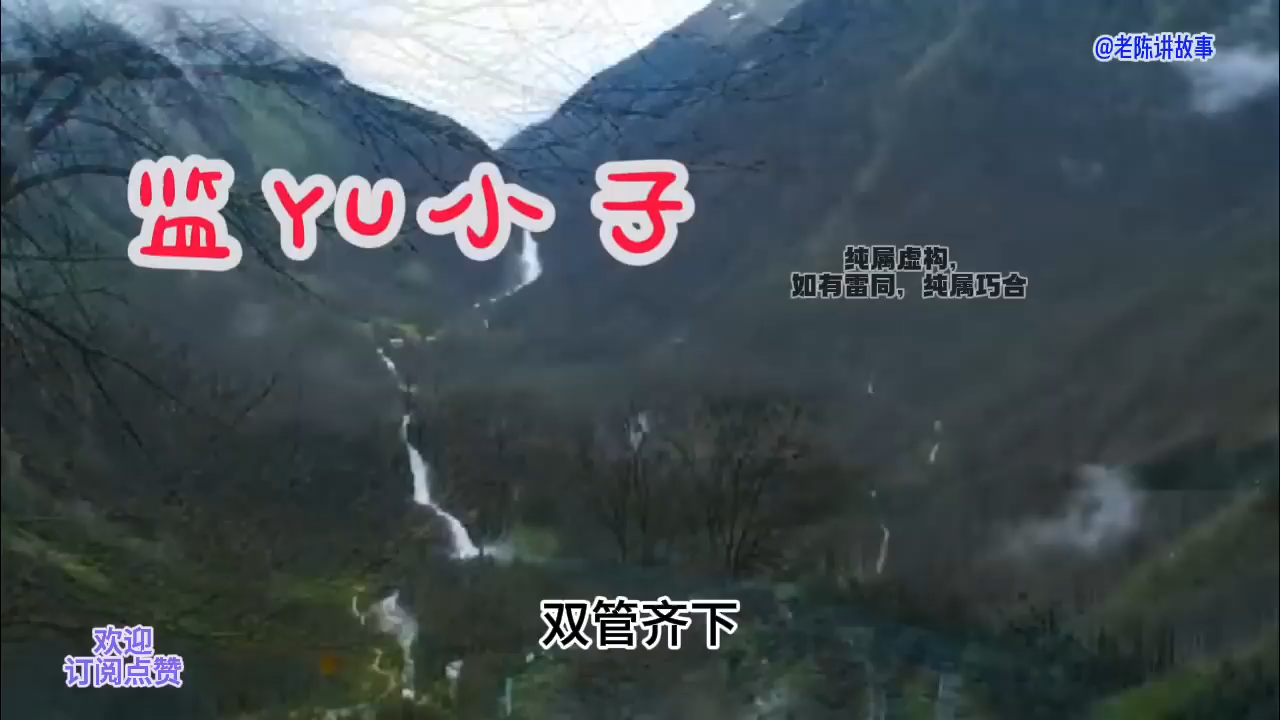 @老陈讲故事
监YU小子
纯属虚构，
如有雷同，纯属巧合
双管齐下
欢迎
订阅点赞